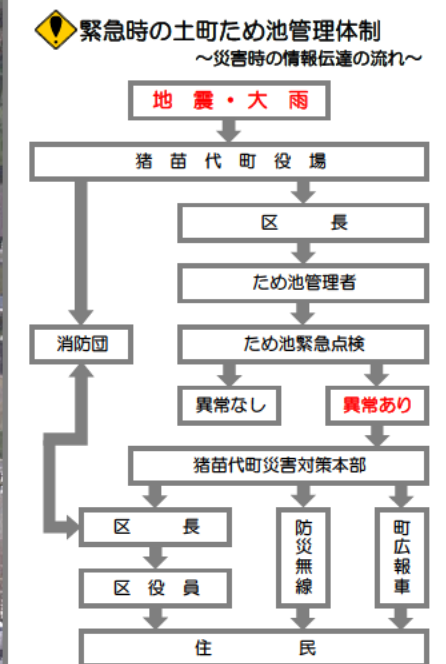 緊急時の土町ため池管理体制
～災害時の情報伝達の流れ～
地震・大雨
猪苗代町役場
区長
ため池管理者
消防団
ため池緊急点検
異常なし
異常あり
猪苗代町災害対策本部
区長
防災無線
町広報車
区役員
住民